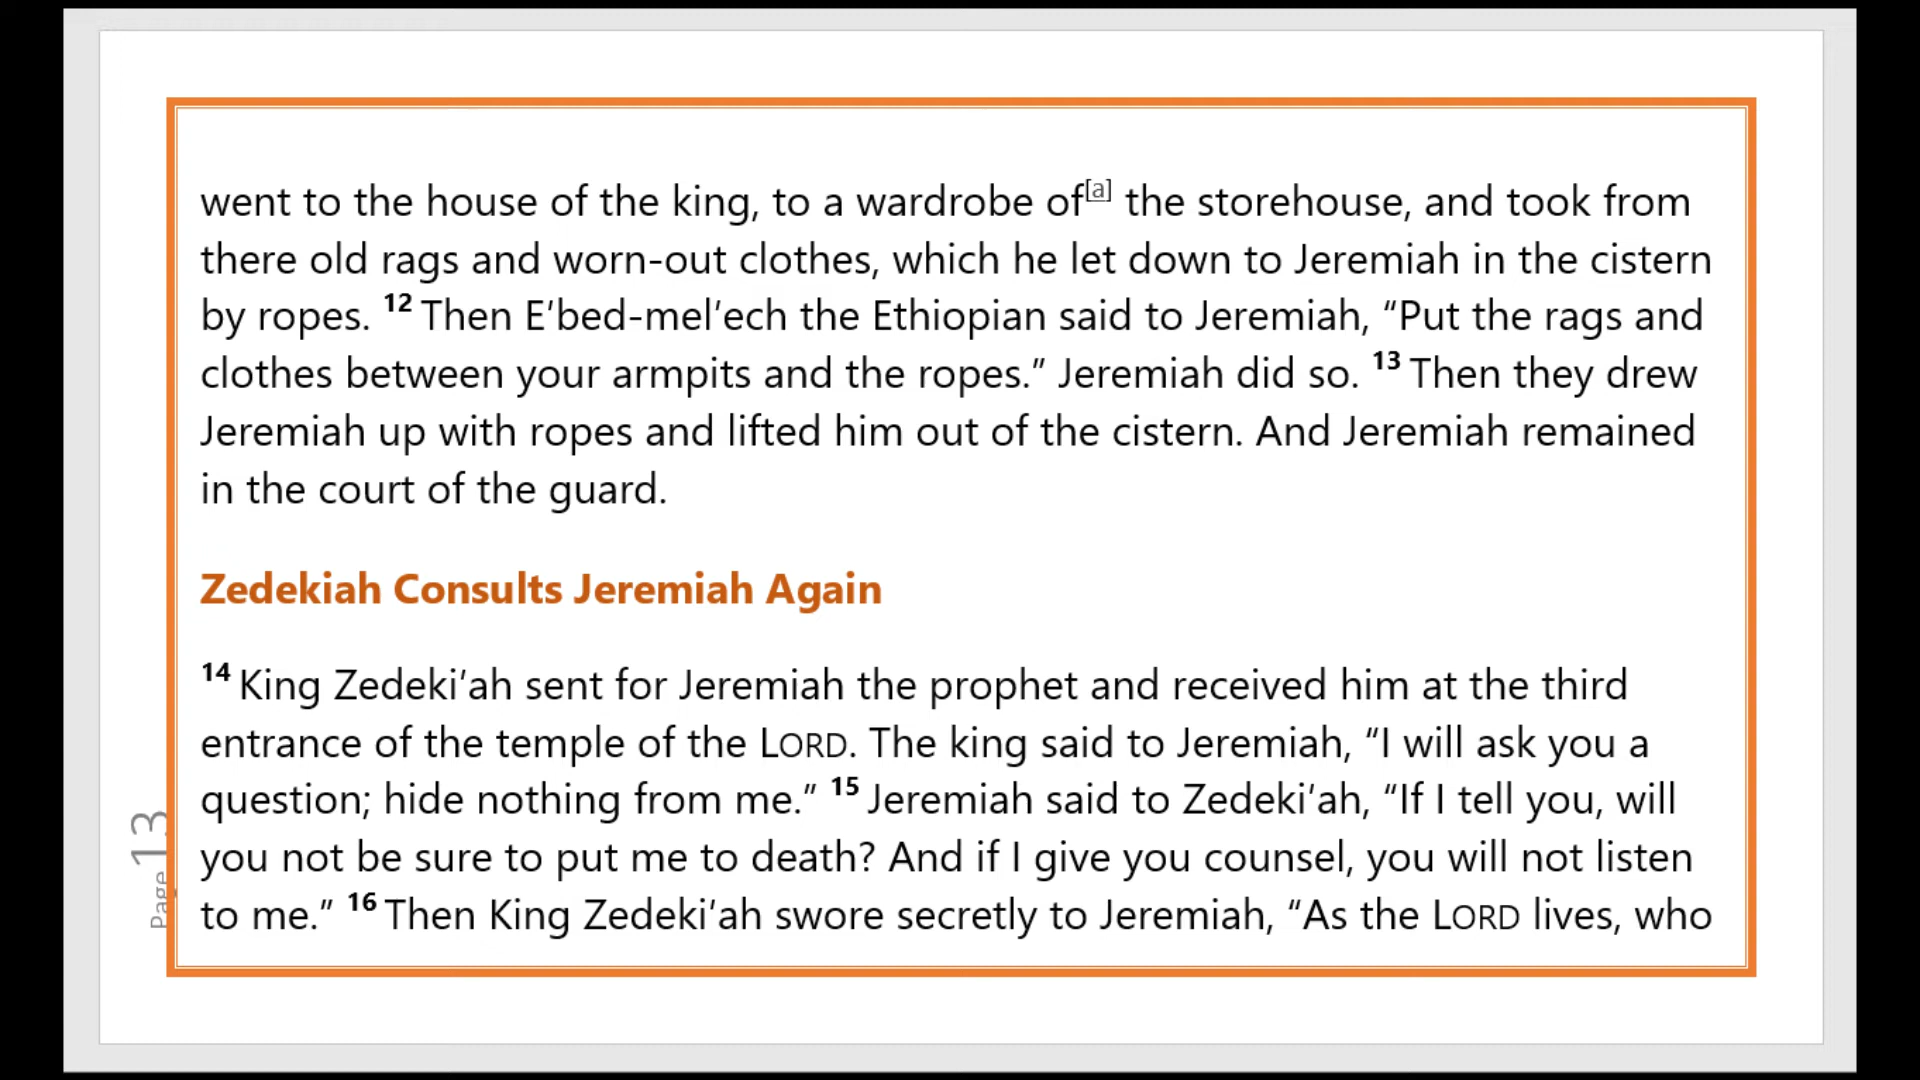 went to the house of the king, to a wardrobe of[a] the storehouse, and took from
there old rags and worn-out clothes, which he let down to Jeremiah in the cistern
by ropes. 12 Then E′bed-mel′ech the Ethiopian said to Jeremiah, “Put the rags and
clothes between your armpits and the ropes.” Jeremiah did so. 13 Then they drew
Jeremiah up with ropes and lifted him out of the cistern. And Jeremiah remained
in the court of the guard.
Zedekiah Consults Jeremiah Again
14 King Zedeki′ah sent for Jeremiah the prophet and received him at the third
entrance of the temple of the LORD. The king said to Jeremiah, “I will ask you a
question; hide nothing from me.” 15 Jeremiah said to Zedeki′ah, “If I tell you, will
you not be sure to put me to death? And if I give you counsel, you will not listen
to me.” 16 Then King Zedeki′ah swore secretly to Jeremiah, “As the LORD lives, who
Page 13